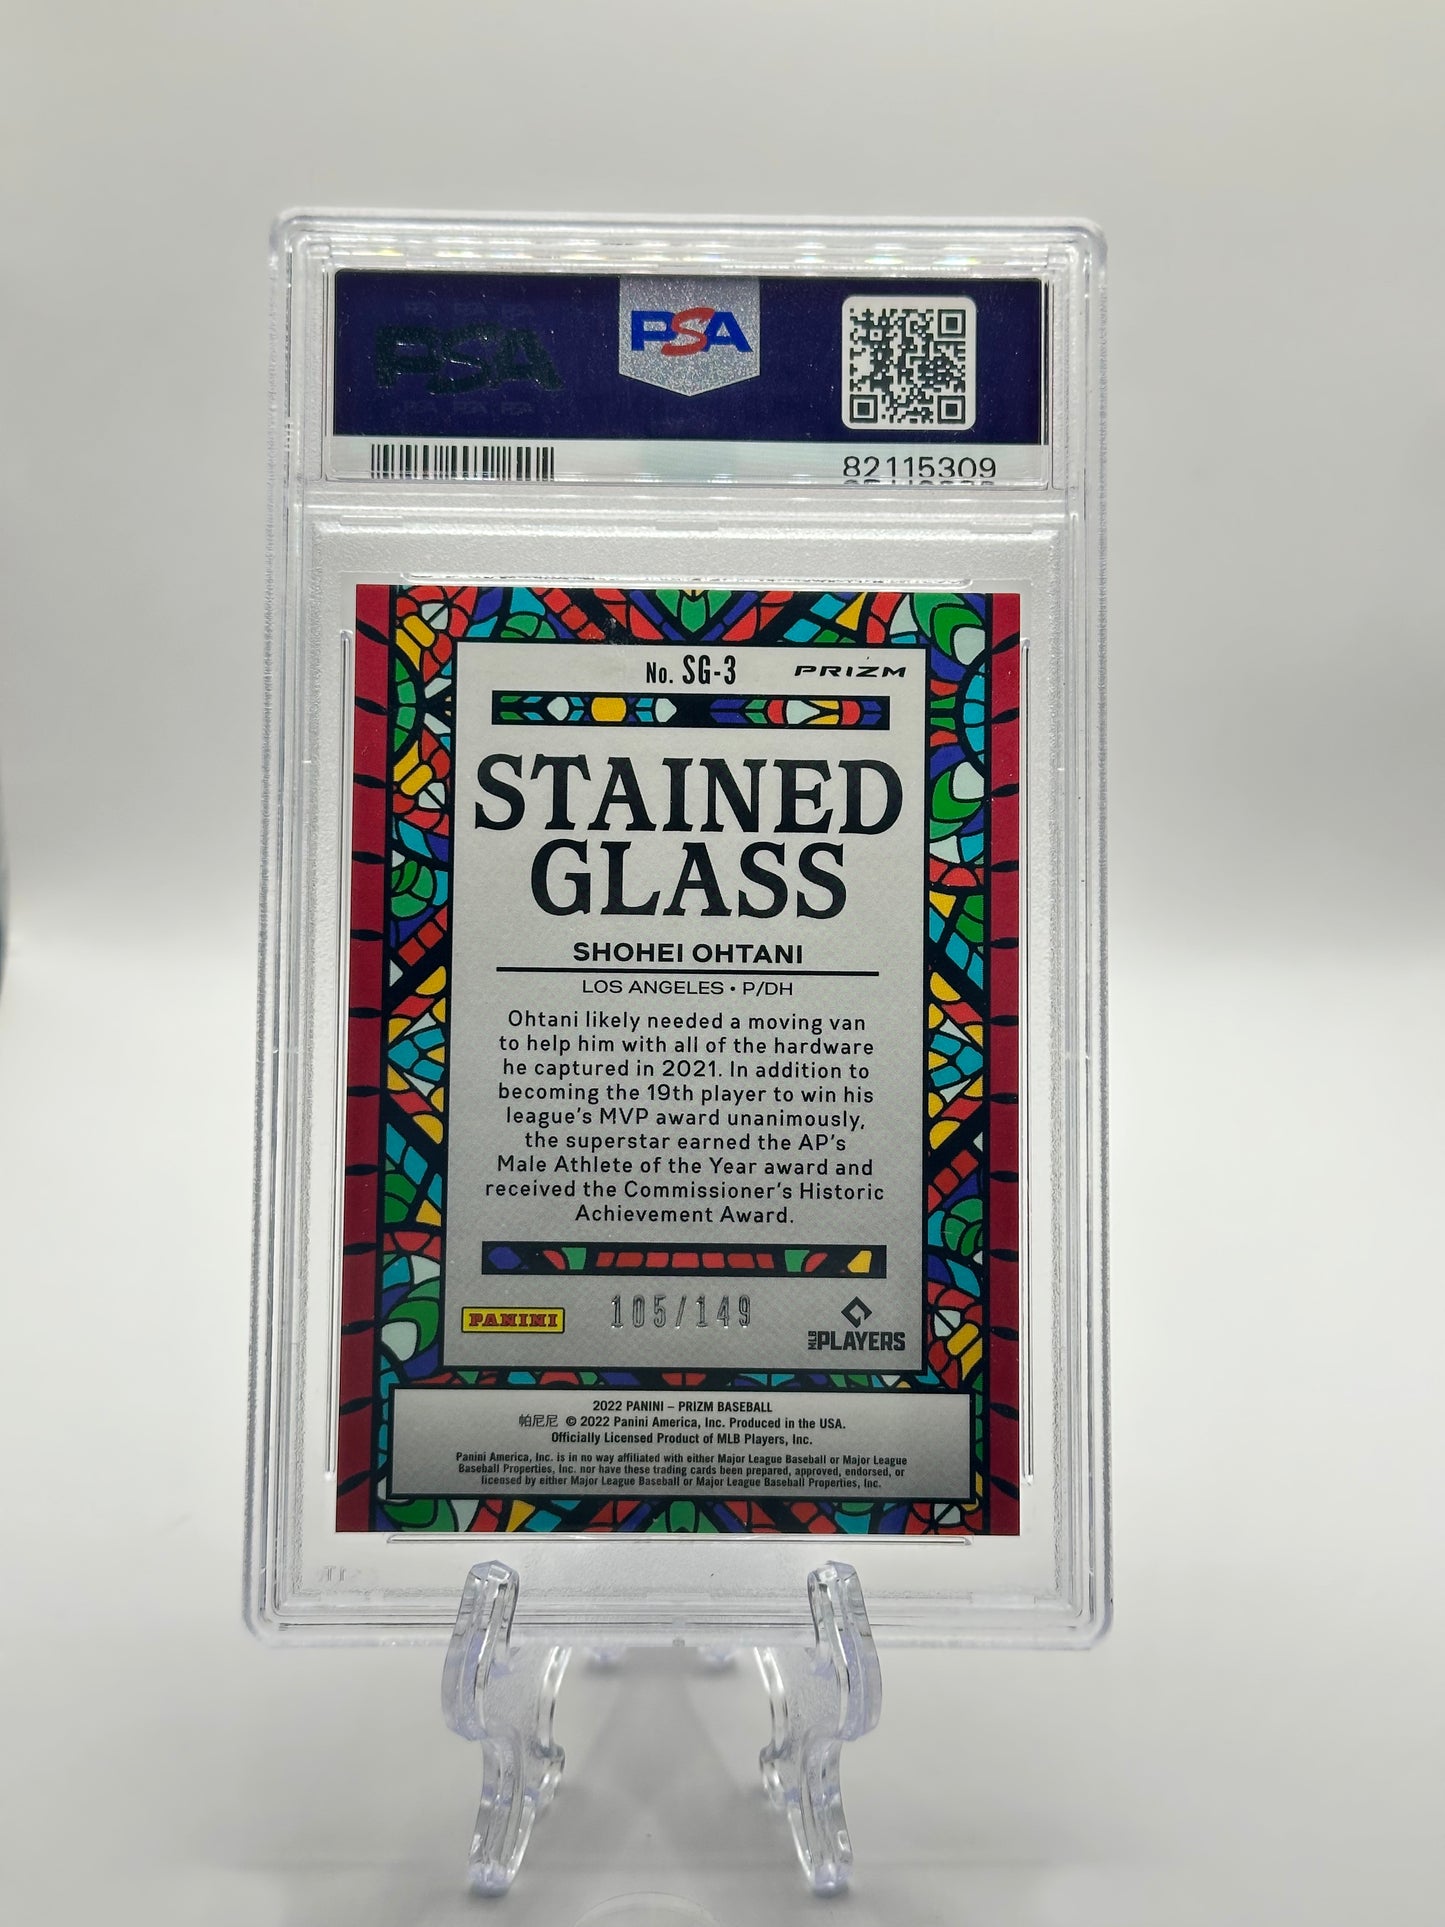 PSA
PSA
82115309
No. SG-3
PRIZM
STAINED
GLASS
SHOHEI OHTANI
LOS ANGELES • P/DH
Ohtani likely needed a moving van
to help him with all of the hardware
he captured in 2021. In addition to
becoming the 19th player to win his
league's MVP award unanimously,
the superstar earned the AP's
Male Athlete of the Year award and
received the Commissioner's Historic
Achievement Award.
PANINI
105/149
MLB PLAYERS
2022 PANINI – PRIZM BASEBALL
帕尼尼 © 2022 Panini America, Inc. Produced in the USA.
Officially Licensed Product of MLB Players, Inc.
Panini America, Inc. is in no way affiliated with either Major League Baseball or Major League
Baseball Properties, Inc. nor have these trading cards been prepared, approved, endorsed, or
licensed by either Major League Baseball or Major League Baseball Properties, Inc.